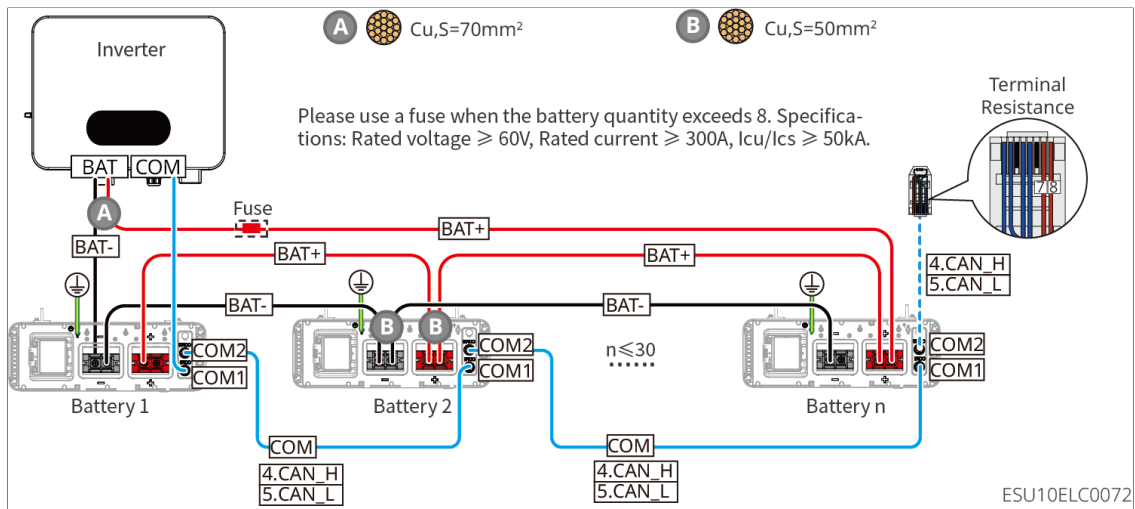 A Cu,S=70mm²
B Cu,S=50mm²
Inverter
Please use a fuse when the battery quantity exceeds 8. Specifica-
tions: Rated voltage ⩾ 60V, Rated current ⩾ 300A, Icu/Ics ⩾ 50kA.
Terminal
Resistance
7 8
BAT COM
A
Fuse
BAT+
BAT-
BAT+
BAT+
4.CAN_H
5.CAN_L
BAT-
BAT-
B B
COM2
COM1
COM2
COM1
n⩽30
......
COM2
COM1
Battery 1
Battery 2
Battery n
COM
4.CAN_H
5.CAN_L
COM
4.CAN_H
5.CAN_L
ESU10ELC0072